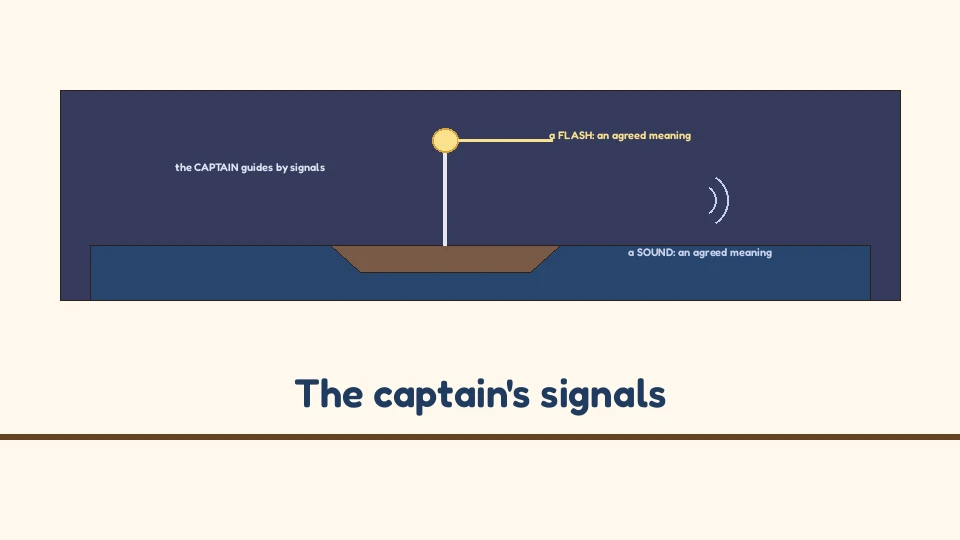 a FLASH: an agreed meaning
the CAPTAIN guides by signals
a SOUND: an agreed meaning
The captain's signals